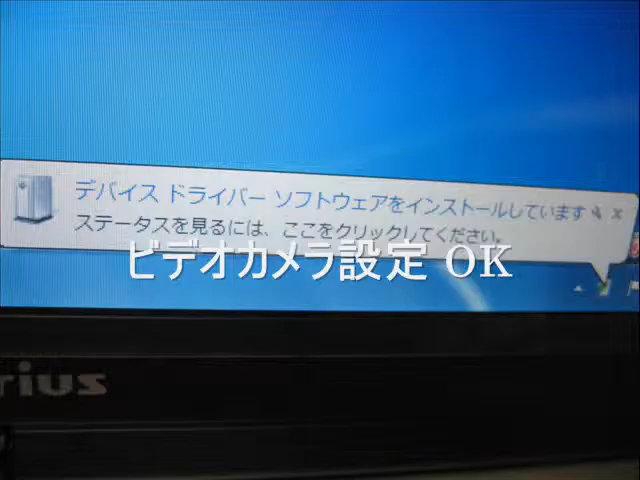 デバイス ドライバー ソフトウェアをインストールしています
ステータスを見るには、ここをクリックしてください。
ビデオカメラ設定 OK
rius